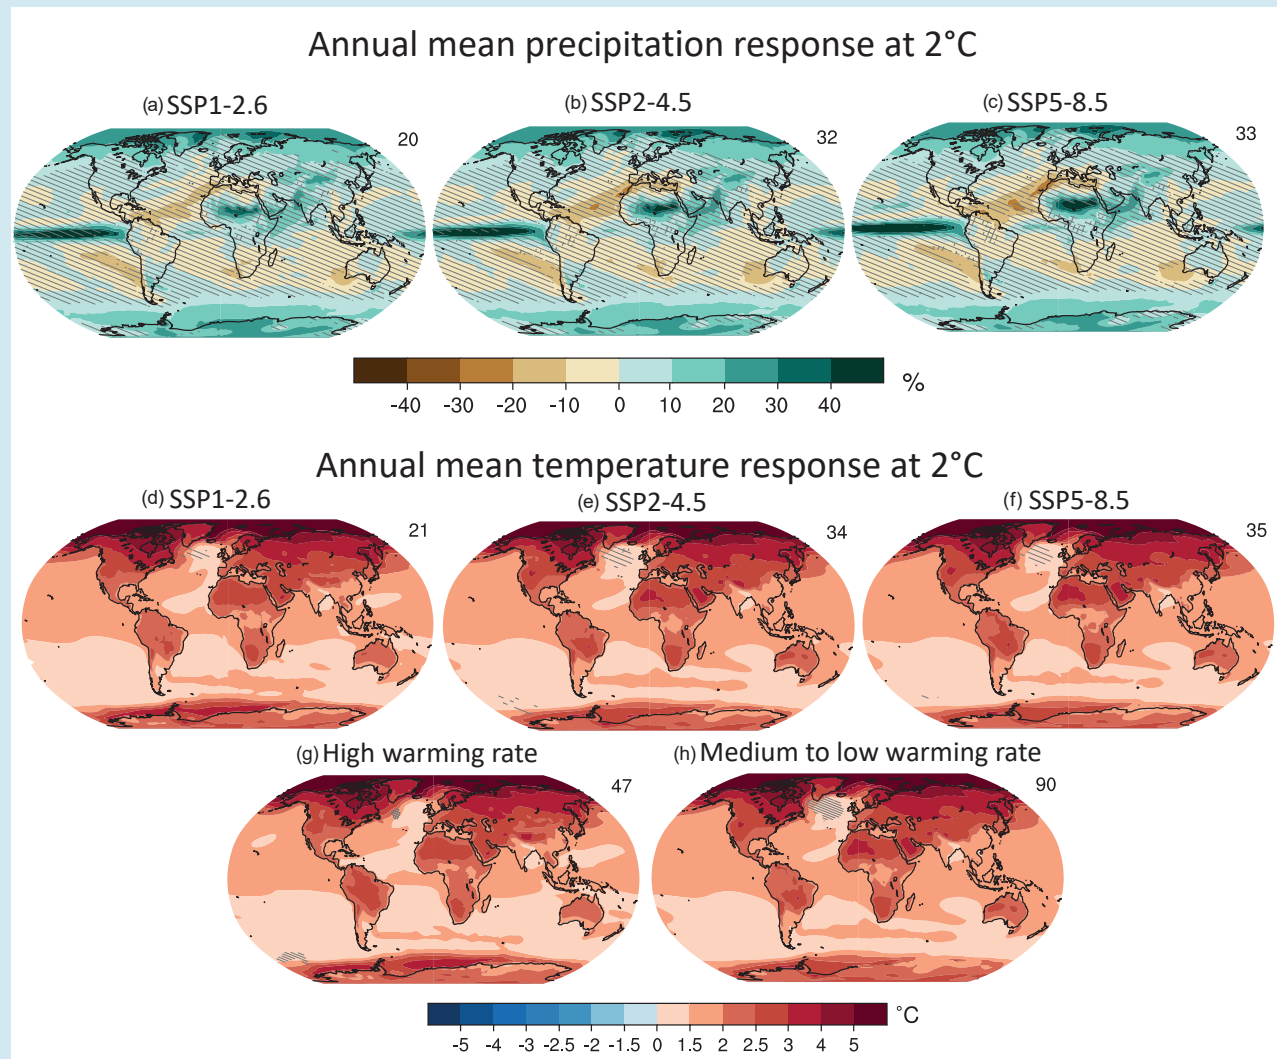 Annual mean precipitation response at 2°C
(a) SSP1-2.6
20
(b) SSP2-4.5
32
(c) SSP5-8.5
33
-40 -30 -20 -10 0 10 20 30 40
%
Annual mean temperature response at 2°C
(d) SSP1-2.6
21
(e) SSP2-4.5
34
(f) SSP5-8.5
35
(g) High warming rate
47
(h) Medium to low warming rate
90
°C
-5 -4 -3 -2.5 -2 -1.5 0 1.5 2 2.5 3 4 5